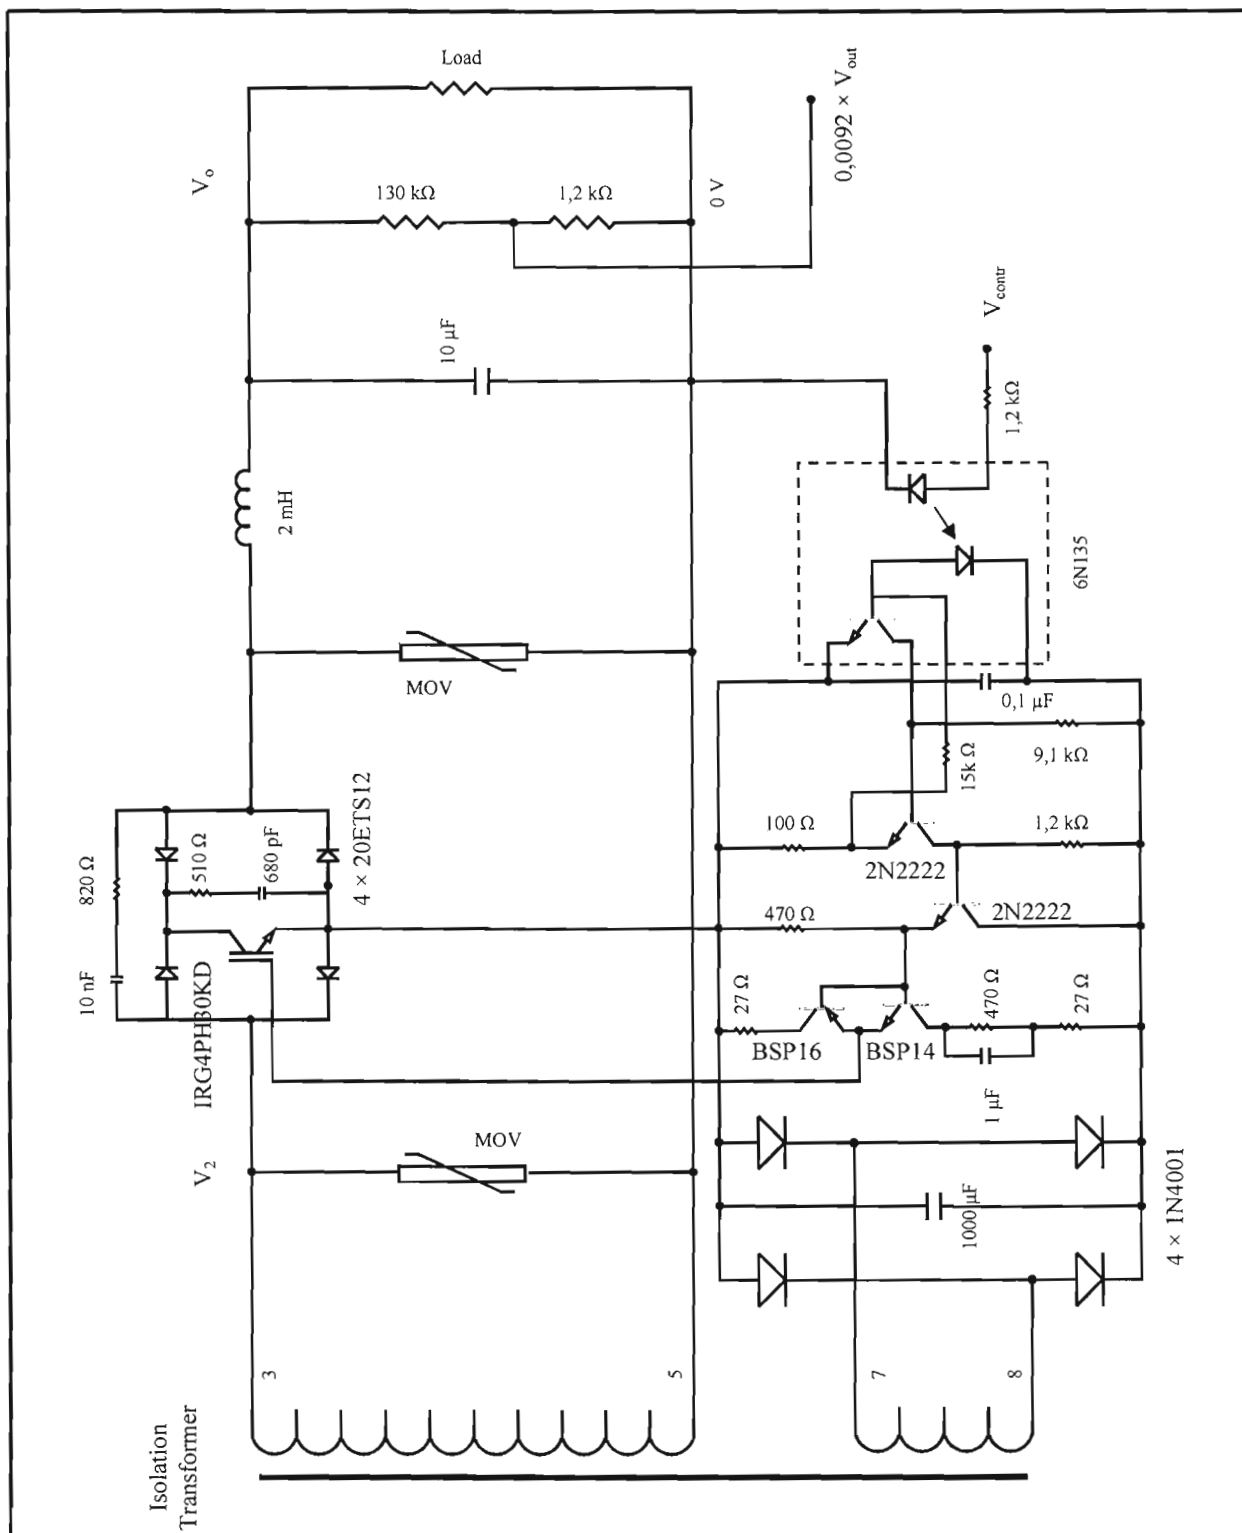 Load
V₀
130 kΩ
1,2 kΩ
0 V
0,0092 × V_out
10 µF
V_contr
1,2 kΩ
2 mH
6N135
MOV
0,1 µF
9,1 kΩ
15k Ω
4 × 20ETS12
510 Ω
680 pF
820 Ω
100 Ω
1,2 kΩ
2N2222
2N2222
470 Ω
10 nF
IRG4PH30KD
27 Ω
470 Ω
27 Ω
BSP16
BSP14
1 µF
V₂
MOV
1000 µF
4 × 1N4001
3
5
7
8
Isolation
Transformer